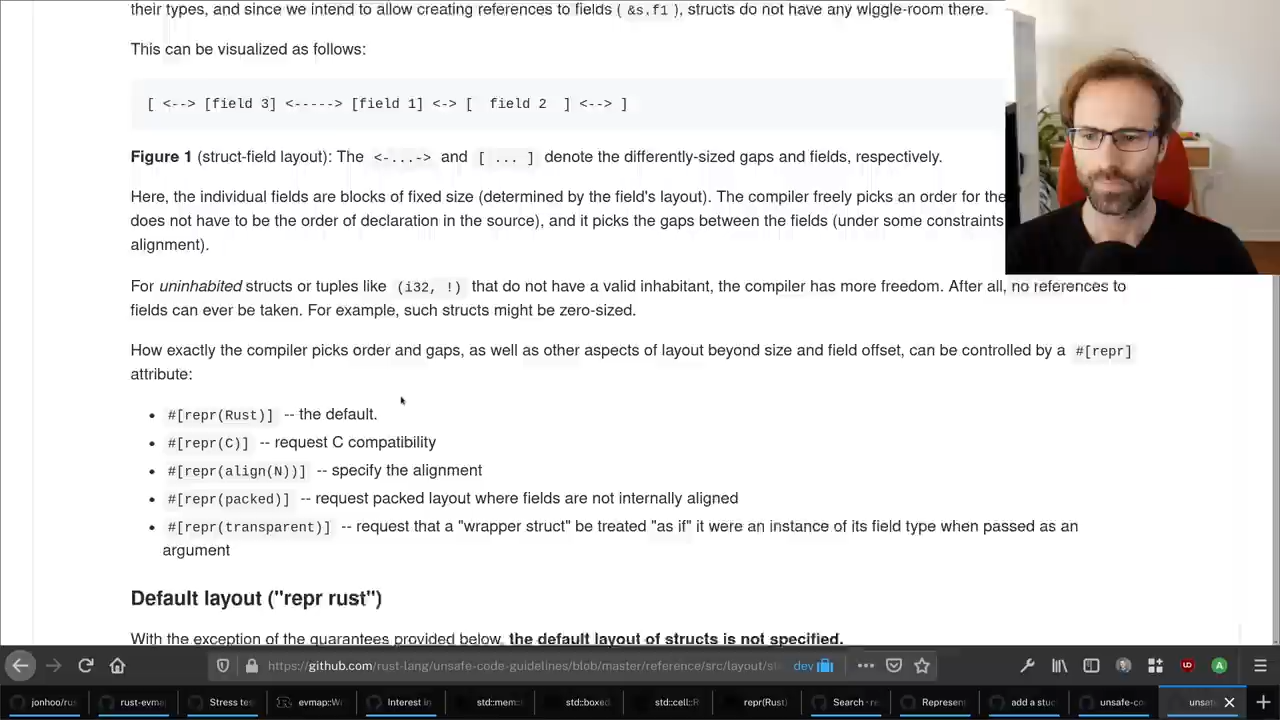 their types, and since we intend to allow creating references to fields ( &s.f1 ), structs do not have any wiggle-room there.
This can be visualized as follows:
[ <--> [field 3] <-----> [field 1] <-> [  field 2  ] <--> ]
Figure 1 (struct-field layout): The <-...-> and [ ... ] denote the differently-sized gaps and fields, respectively.
Here, the individual fields are blocks of fixed size (determined by the field's layout). The compiler freely picks an order for the
does not have to be the order of declaration in the source), and it picks the gaps between the fields (under some constraints
alignment).
For uninhabited structs or tuples like (i32, !) that do not have a valid inhabitant, the compiler has more freedom. After all, no references to
fields can ever be taken. For example, such structs might be zero-sized.
How exactly the compiler picks order and gaps, as well as other aspects of layout beyond size and field offset, can be controlled by a #[repr]
attribute:
• #[repr(Rust)] -- the default.
• #[repr(C)] -- request C compatibility
• #[repr(align(N))] -- specify the alignment
• #[repr(packed)] -- request packed layout where fields are not internally aligned
• #[repr(transparent)] -- request that a "wrapper struct" be treated "as if" it were an instance of its field type when passed as an
argument
Default layout ("repr rust")
With the exception of the guarantees provided below, the default layout of structs is not specified.
https://github.com/rust-lang/unsafe-code-guidelines/blob/master/reference/src/layout/st dev
jonhoo/rus rust-evma Stress tes evmap::Wr Interest in std::mem: std::boxed std::cell::R repr(Rust) Search · re Represen add a stud unsafe-co unsafe